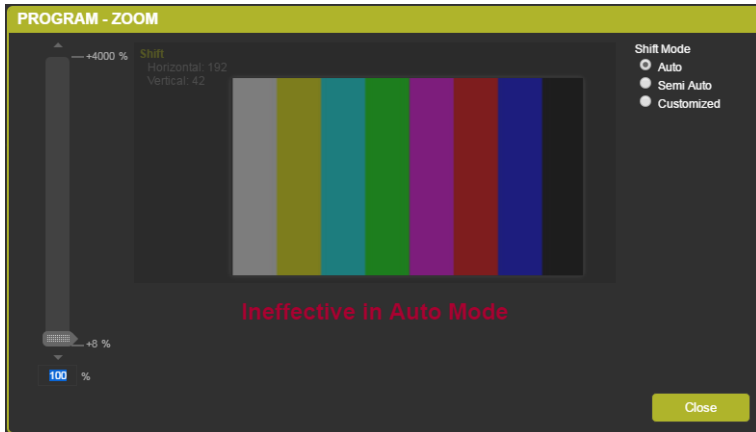 PROGRAM - ZOOM
+4000 %
Shift
Horizontal: 192
Vertical: 42
Shift Mode
Auto
Semi Auto
Customized
Ineffective in Auto Mode
+8 %
100 %
Close